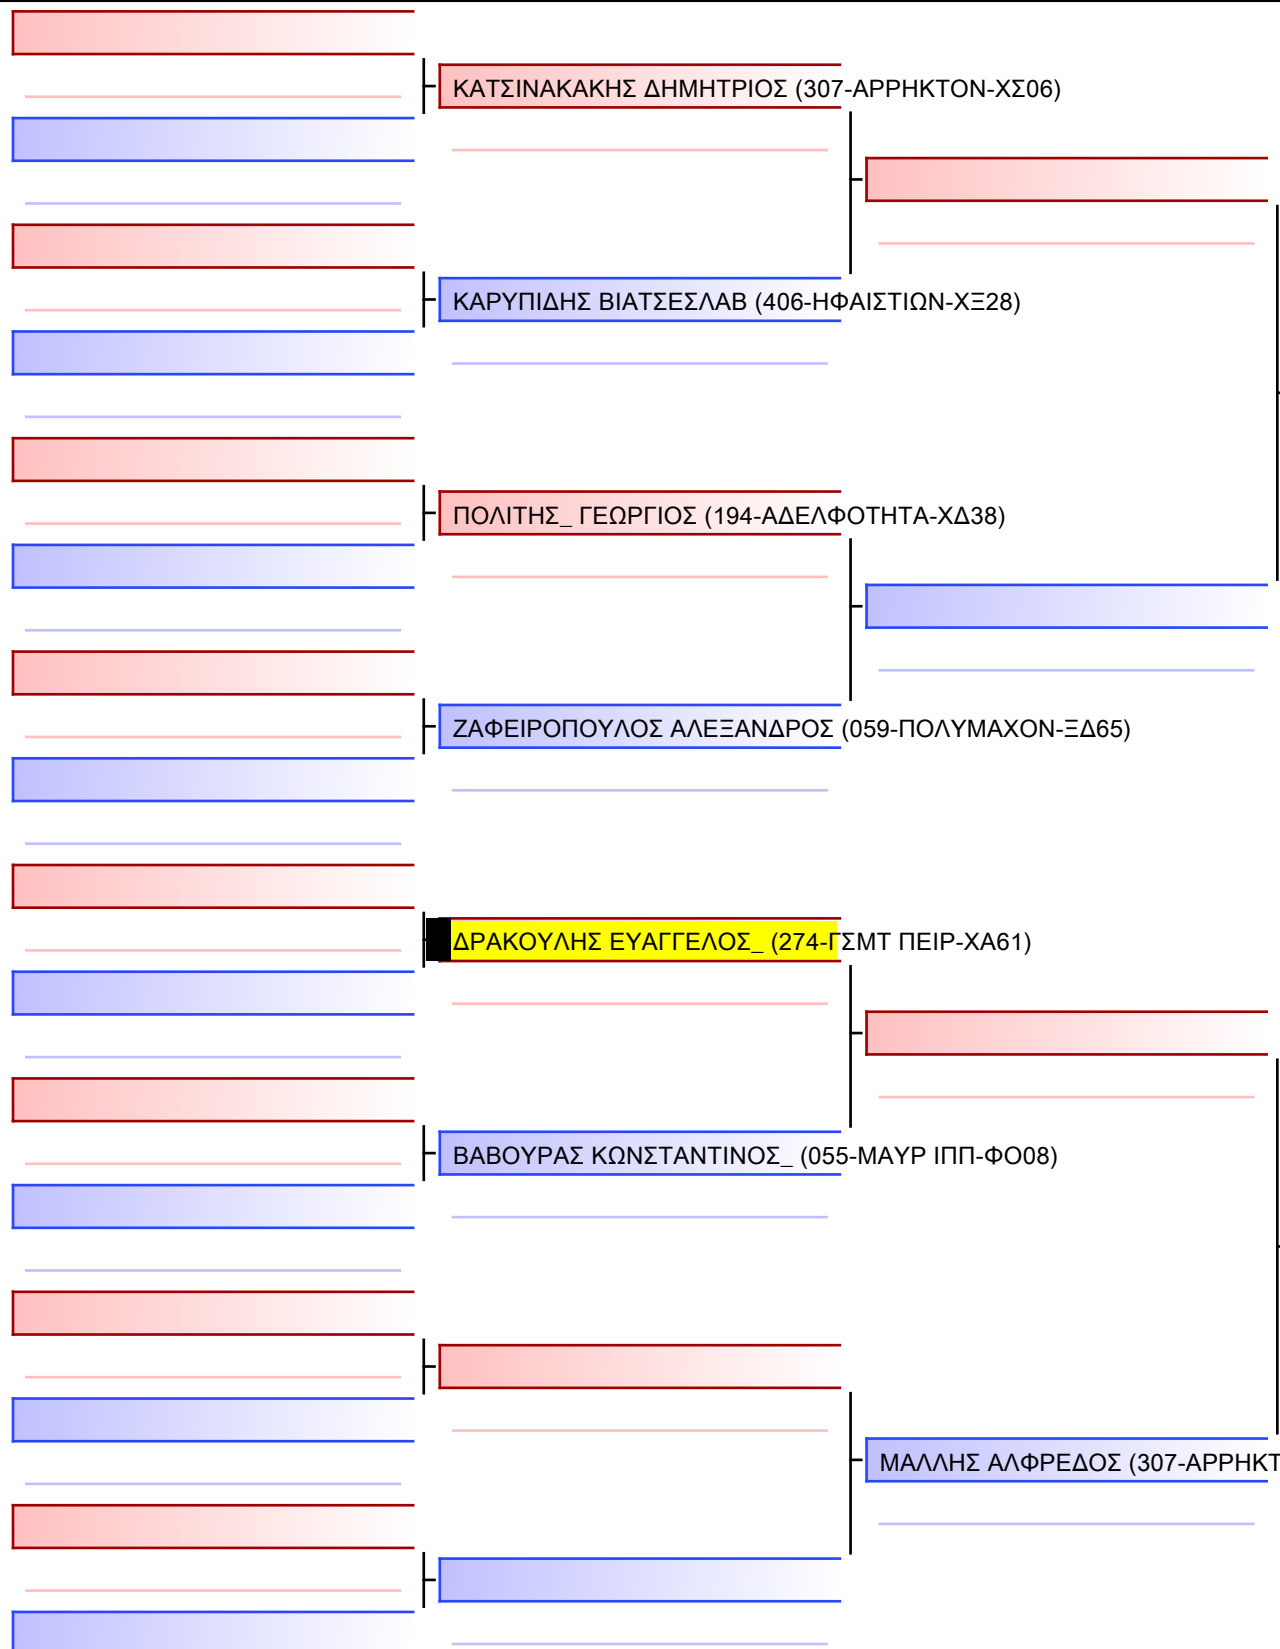 ΚΑΤΣΙΝΑΚΑΚΗΣ ΔΗΜΗΤΡΙΟΣ (307-ΑΡΡΗΚΤΟΝ-ΧΣ06)
ΚΑΡΥΠΙΔΗΣ ΒΙΑΤΣΕΣΛΑΒ (406-ΗΦΑΙΣΤΙΩΝ-ΧΞ28)
ΠΟΛΙΤΗΣ_ ΓΕΩΡΓΙΟΣ (194-ΑΔΕΛΦΟΤΗΤΑ-ΧΔ38)
ΖΑΦΕΙΡΟΠΟΥΛΟΣ ΑΛΕΞΑΝΔΡΟΣ (059-ΠΟΛΥΜΑΧΟΝ-ΞΔ65)
ΔΡΑΚΟΥΛΗΣ ΕΥΑΓΓΕΛΟΣ_ (274-ΓΣΜΤ ΠΕΙΡ-ΧΑ61)
ΒΑΒΟΥΡΑΣ ΚΩΝΣΤΑΝΤΙΝΟΣ_ (055-ΜΑΥΡ ΙΠΠ-ΦΟ08)
ΜΑΛΛΗΣ ΑΛΦΡΕΔΟΣ (307-ΑΡΡΗΚΤ